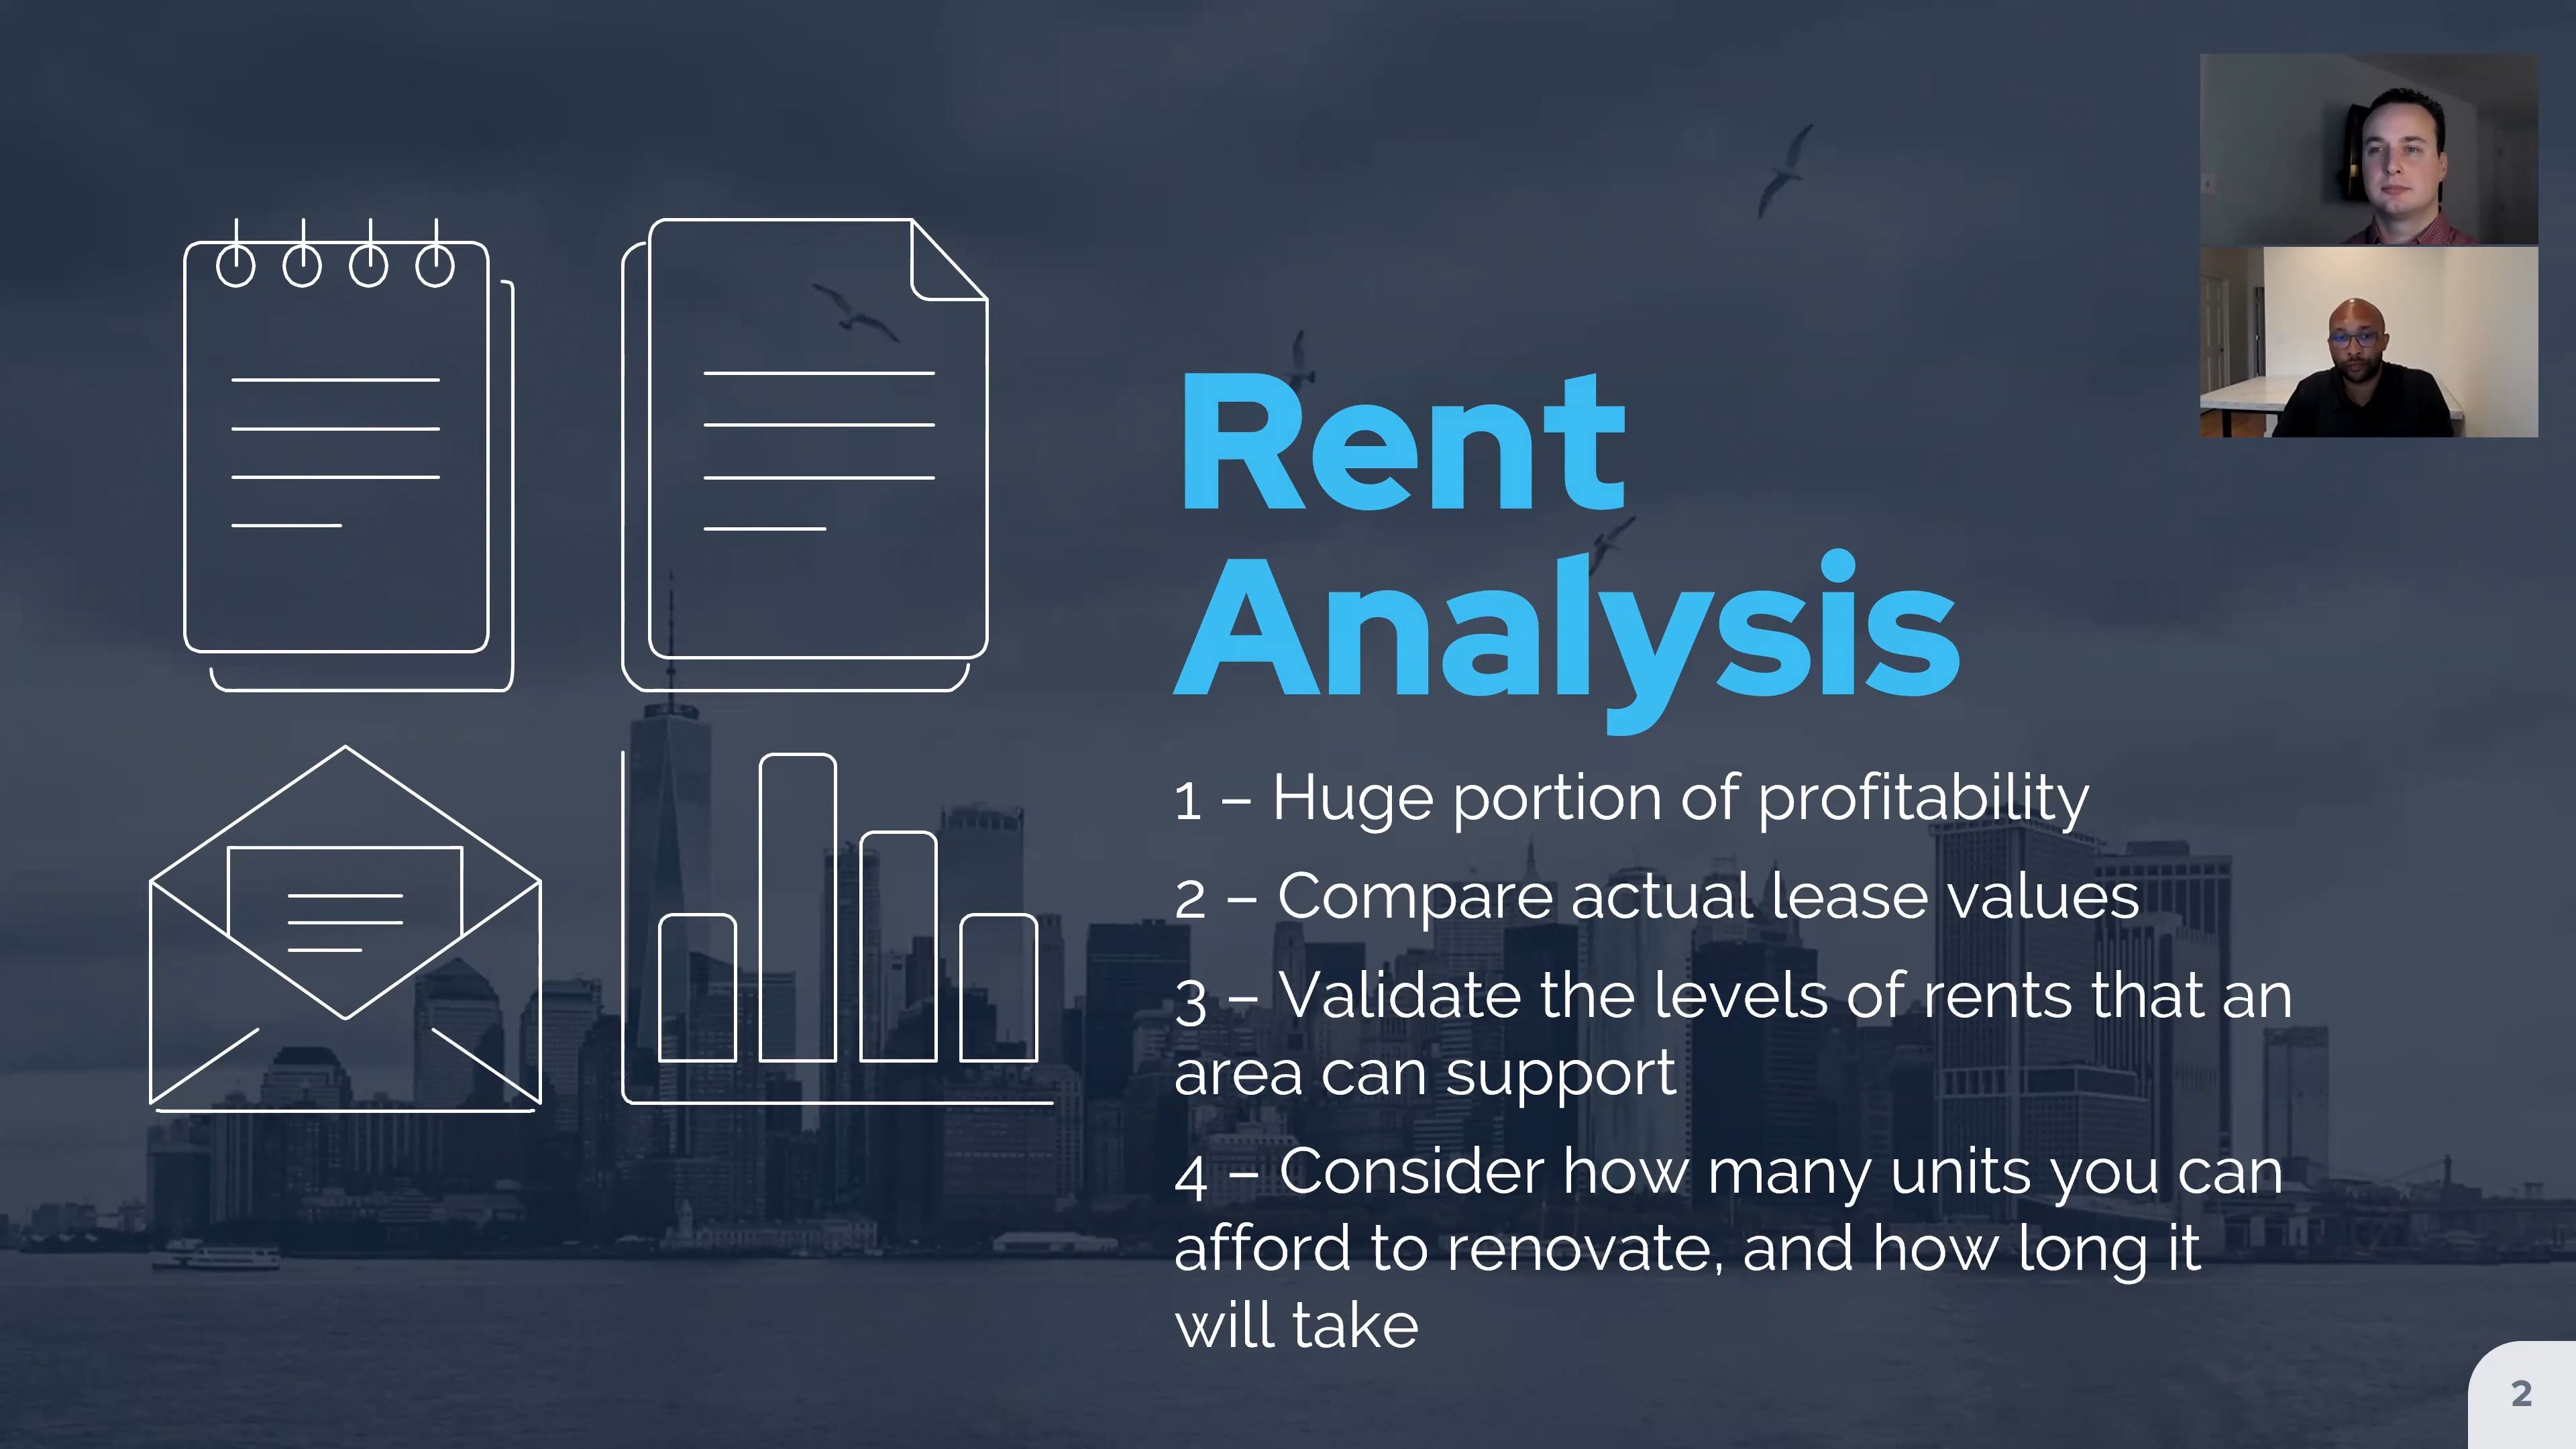 Rent
Analysis
1 – Huge portion of profitability
2 – Compare actual lease values
3 – Validate the levels of rents that an
area can support
4 – Consider how many units you can
afford to renovate, and how long it
will take
2